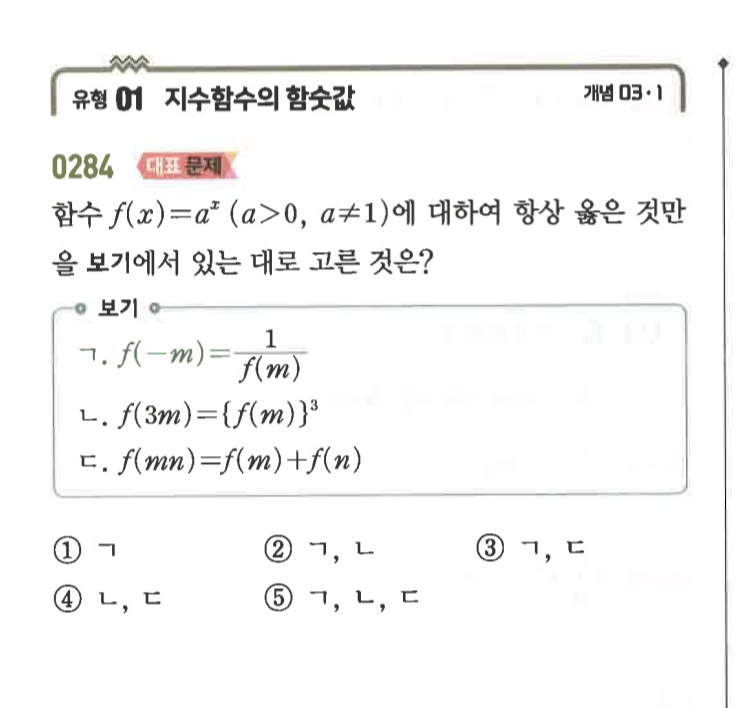 유형 01 지수함수의 함숫값
개념 03·1
0284 대표 문제
함수 f(x)=aˣ (a>0, a≠1)에 대하여 항상 옳은 것만
을 보기에서 있는 대로 고른 것은?
보기
ㄱ. f(-m)=1/f(m)
ㄴ. f(3m)={f(m)}³
ㄷ. f(mn)=f(m)+f(n)
① ㄱ ② ㄱ, ㄴ ③ ㄱ, ㄷ
④ ㄴ, ㄷ ⑤ ㄱ, ㄴ, ㄷ